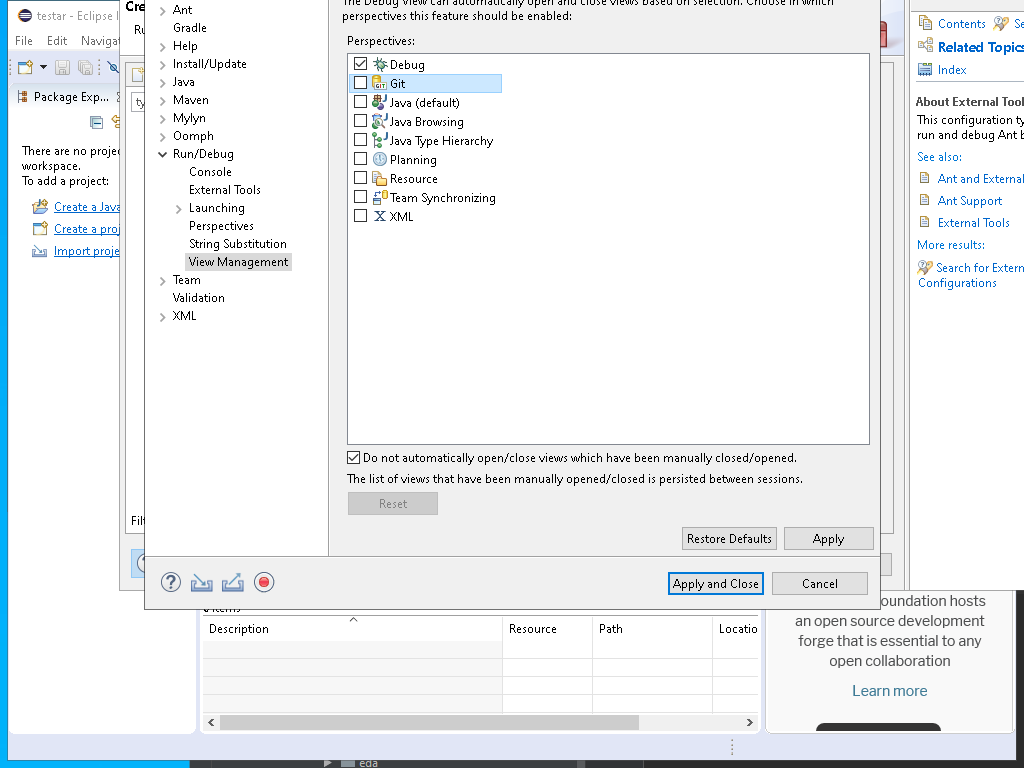 testar - Eclipse
File Edit Navigat
Package Exp...
There are no proje
workspace.
To add a project:
Create a Java
Create a proj
Import proje
Cre
Ru
ty
Filt
Ant
Gradle
Help
Install/Update
Java
Maven
Mylyn
Oomph
Run/Debug
Console
External Tools
Launching
Perspectives
String Substitution
View Management
Team
Validation
XML
The Debug View can automatically open and close views based on selection. Choose in which
perspectives this feature should be enabled:
Perspectives:
Debug
Git
Java (default)
Java Browsing
Java Type Hierarchy
Planning
Resource
Team Synchronizing
XML
Do not automatically open/close views which have been manually closed/opened.
The list of views that have been manually opened/closed is persisted between sessions.
Reset
Restore Defaults Apply
Apply and Close Cancel
Contents Se
Related Topics
Index
About External Tool
This configuration ty
run and debug Ant b
See also:
Ant and External
Ant Support
External Tools
More results:
Search for Extern
Configurations
items
Description Resource Path Locatio
oundation hosts
an open source development
forge that is essential to any
open collaboration
Learn more
eda